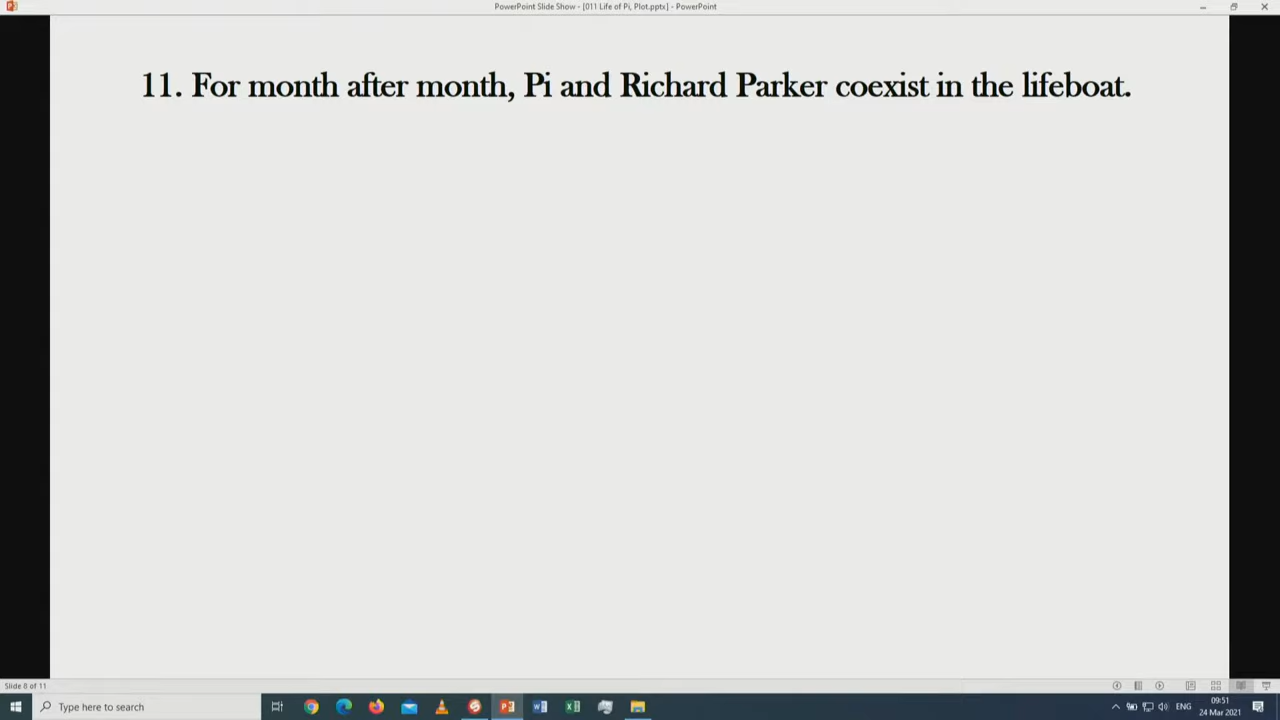 PowerPoint Slide Show - [011 Life of Pi, Plot.pptx] - PowerPoint
11. For month after month, Pi and Richard Parker coexist in the lifeboat.
Slide 8 of 11
Type here to search
ENG
09:51
24 Mar 2021